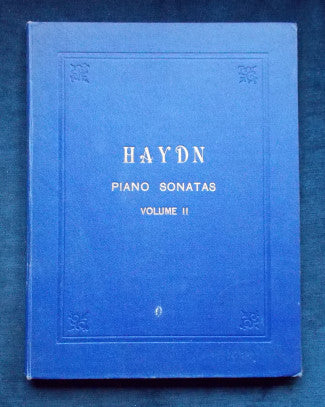 HAYDN
PIANO SONATAS
VOLUME II